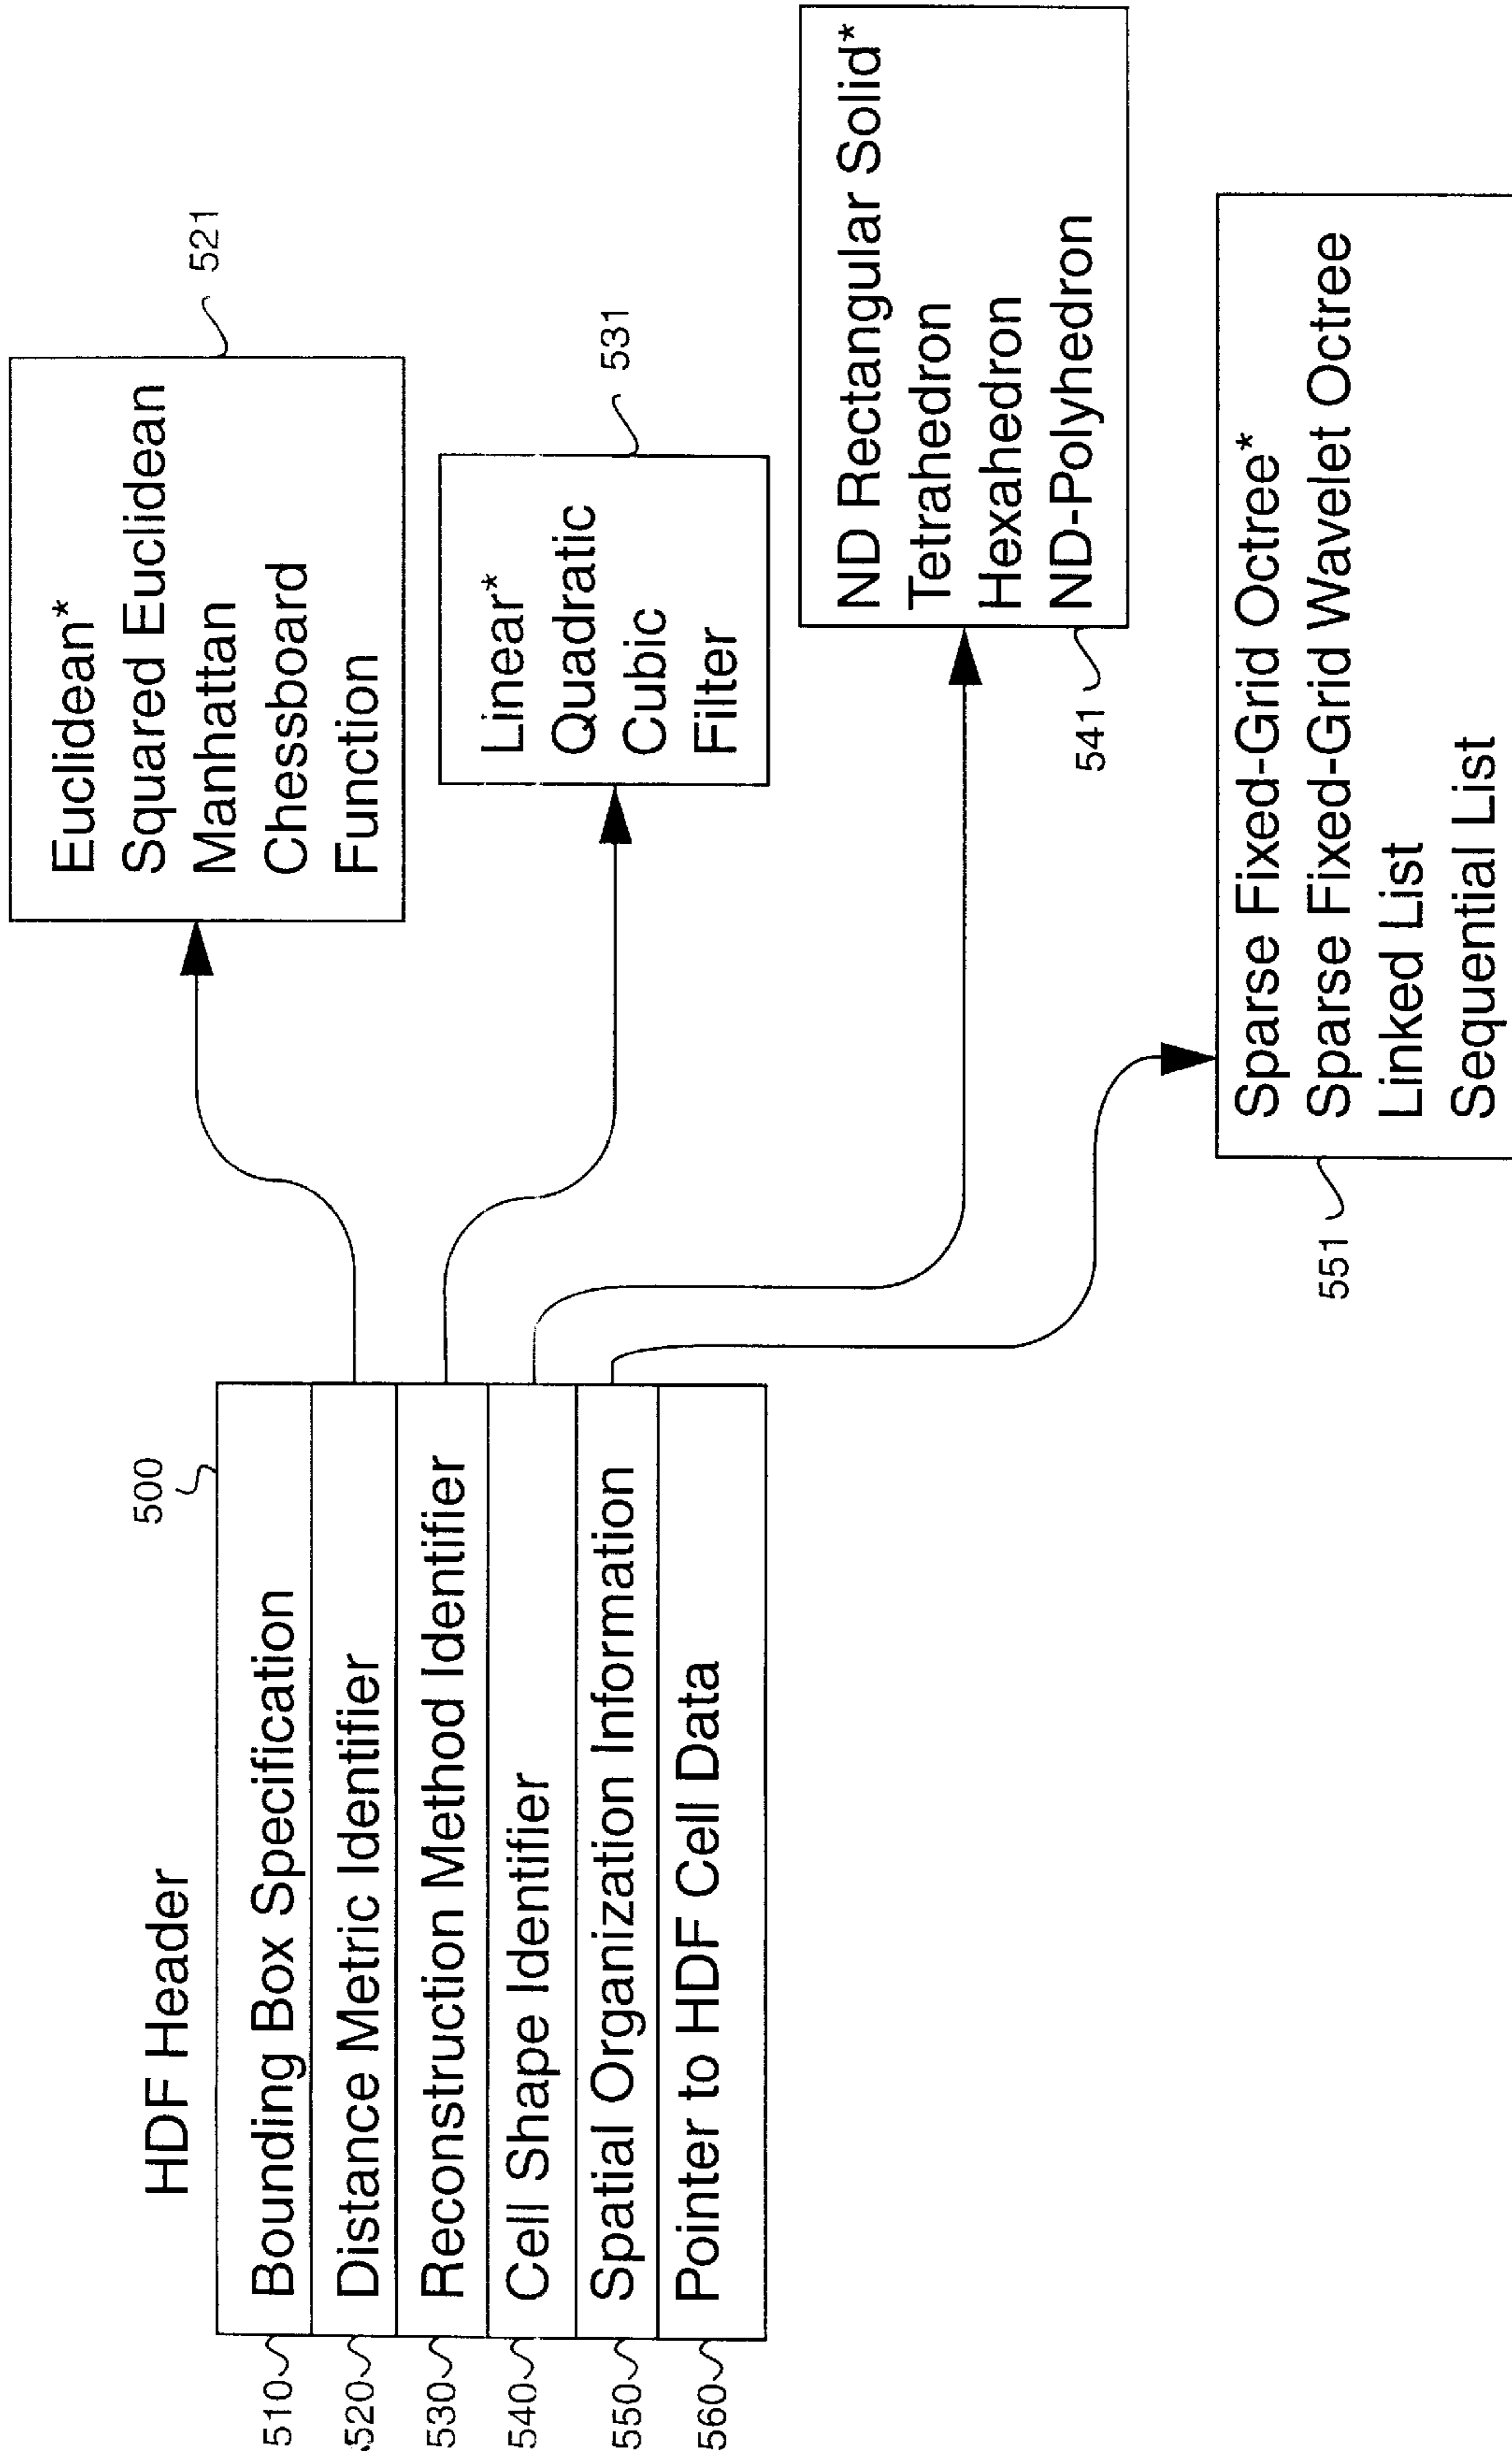 HDF Header
500
510
Bounding Box Specification
520
Distance Metric Identifier
530
Reconstruction Method Identifier
540
Cell Shape Identifier
550
Spatial Organization Information
560
Pointer to HDF Cell Data
Euclidean*
Squared Euclidean
Manhattan
Chessboard
Function
521
Linear*
Quadratic
Cubic
Filter
531
ND Rectangular Solid*
Tetrahedron
Hexahedron
ND-Polyhedron
541
Sparse Fixed-Grid Octree*
Sparse Fixed-Grid Wavelet Octree
Linked List
Sequential List
551